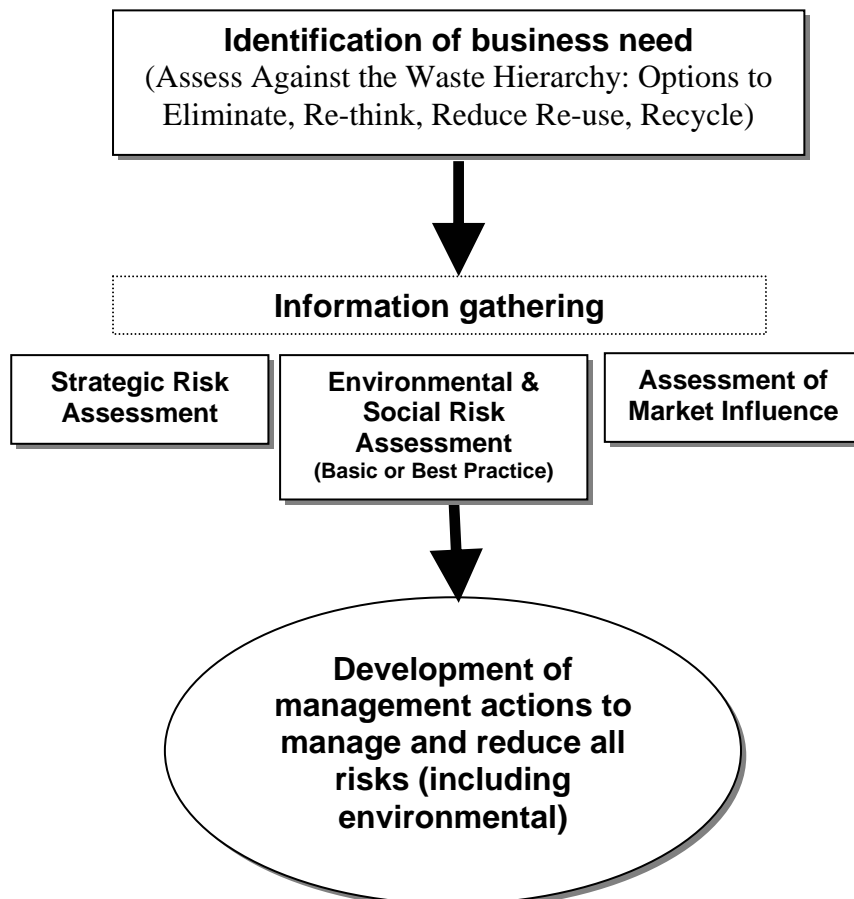 Identification of business need
(Assess Against the Waste Hierarchy: Options to
Eliminate, Re-think, Reduce Re-use, Recycle)
Information gathering
Strategic Risk
Assessment
Environmental &
Social Risk
Assessment
(Basic or Best Practice)
Assessment of
Market Influence
Development of
management actions to
manage and reduce all
risks (including
environmental)